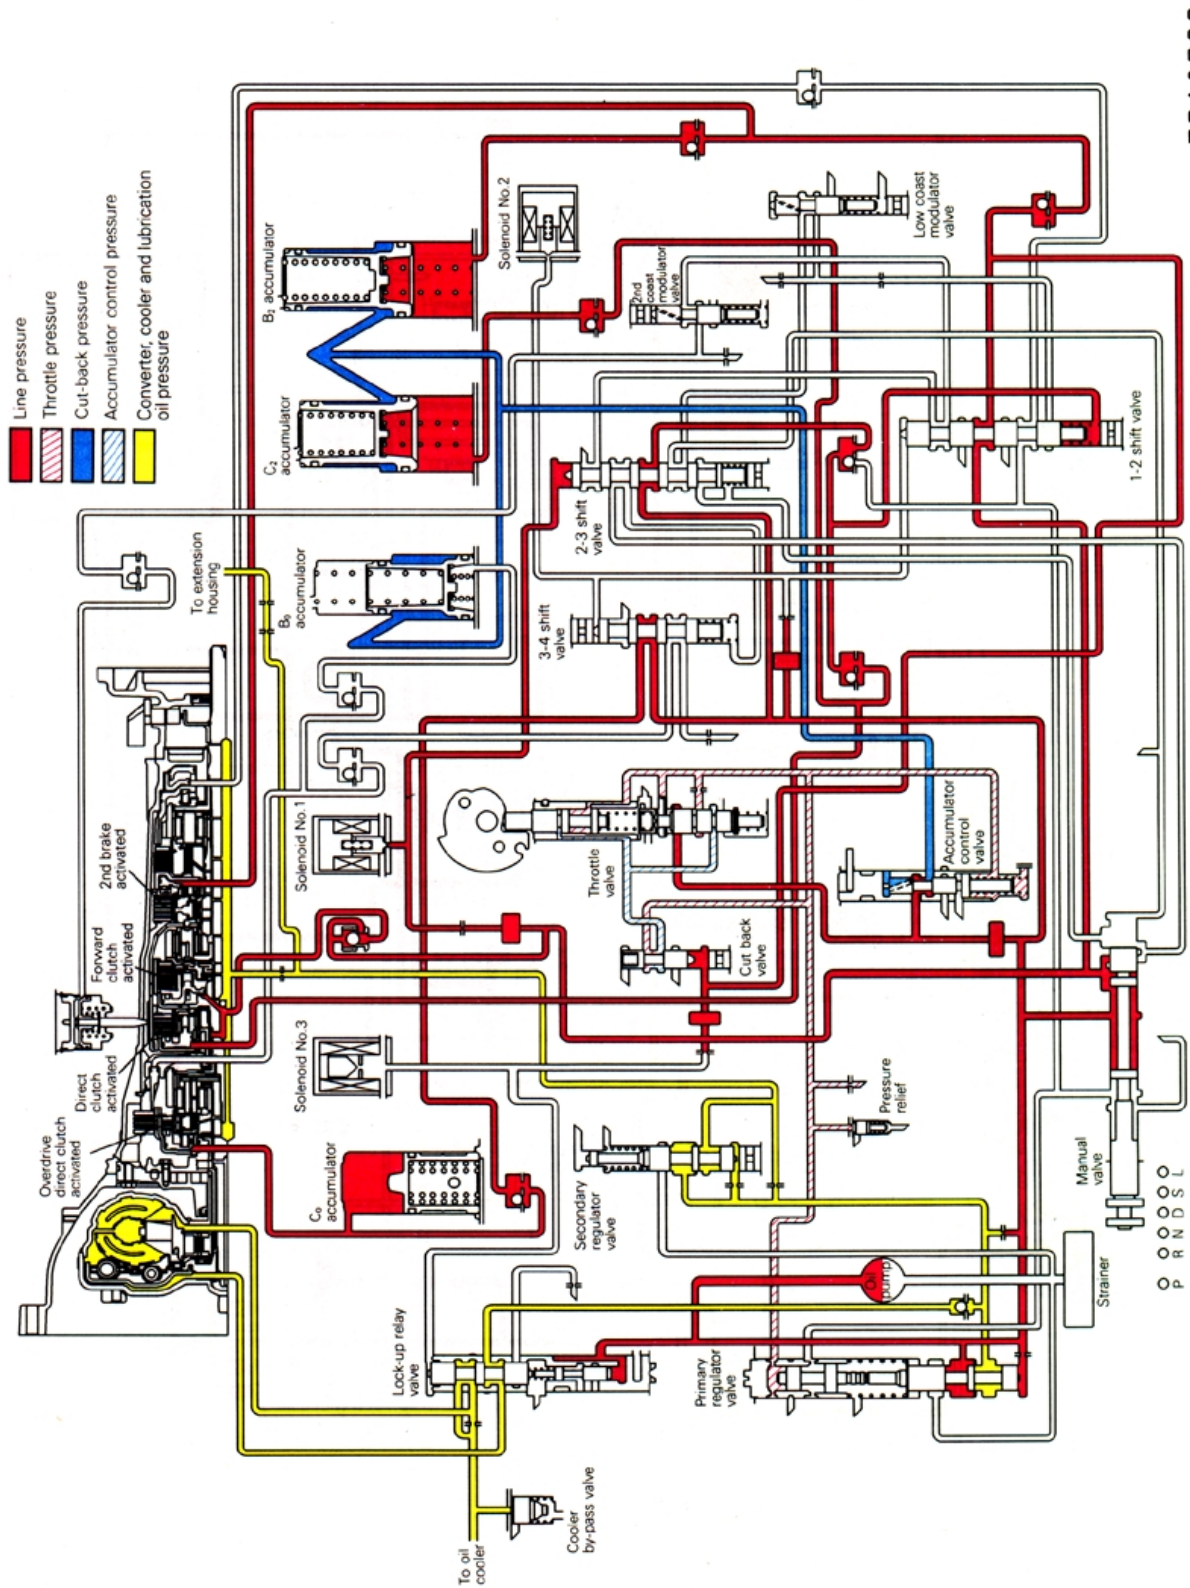 Line pressure
Throttle pressure
Cut-back pressure
Accumulator control pressure
Converter, cooler and lubrication
oil pressure
To extension
housing
2nd brake
activated
Forward
clutch
activated
Direct
clutch
activated
Overdrive
direct clutch
activated
B₂ accumulator
C₂
accumulator
B₀
accumulator
Solenoid No.2
Solenoid No.1
Solenoid No.3
C₀
accumulator
Low coast
modulator
valve
2nd
coast
modulator
valve
2-3 shift
valve
3-4 shift
valve
1-2 shift valve
Throttle
valve
Accumulator
control
valve
Cut back
valve
Pressure
relief
Secondary
regulator
valve
Manual
valve
P R N D S L
Oil
pump
Strainer
Lock-up relay
valve
Primary
regulator
valve
Cooler
by-pass valve
To oil
cooler